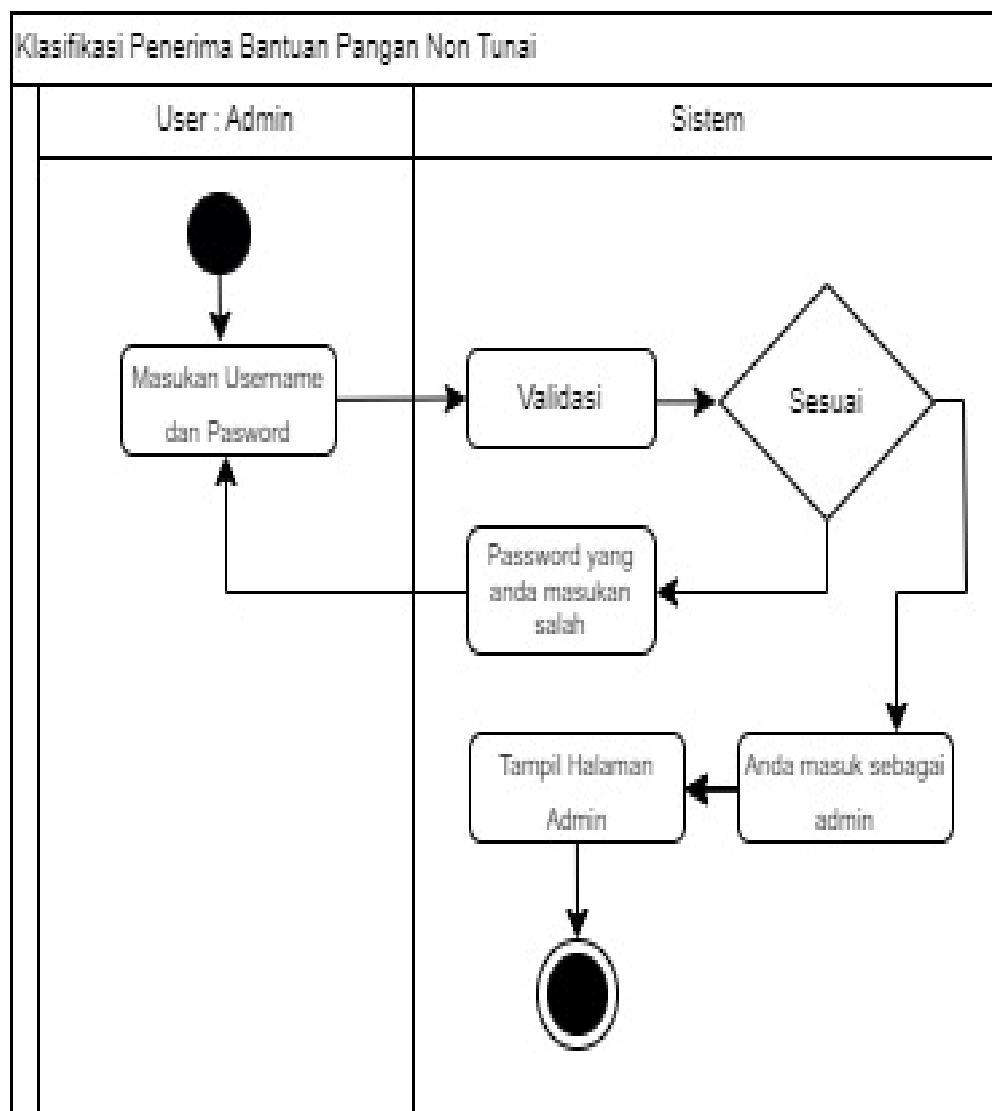 Klasifikasi Penerima Bantuan Pangan Non Tunai
User : Admin
Sistem
Masukan Username
dan Pasword
Validasi
Sesuai
Password yang
anda masukan
salah
Tampil Halaman
Admin
Anda masuk sebagai
admin